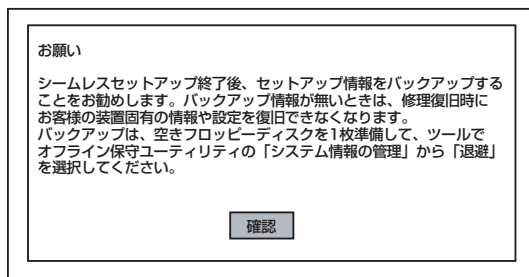 お願い
シームレスセットアップ終了後、セットアップ情報をバックアップする
ことをお勧めします。バックアップ情報が無いときは、修理復旧時に
お客様の装置固有の情報や設定を復旧できなくなります。
バックアップは、空きフロッピーディスクを1枚準備して、ツールで
オフライン保守ユーティリティの「システム情報の管理」から「退避」
を選択してください。
確認